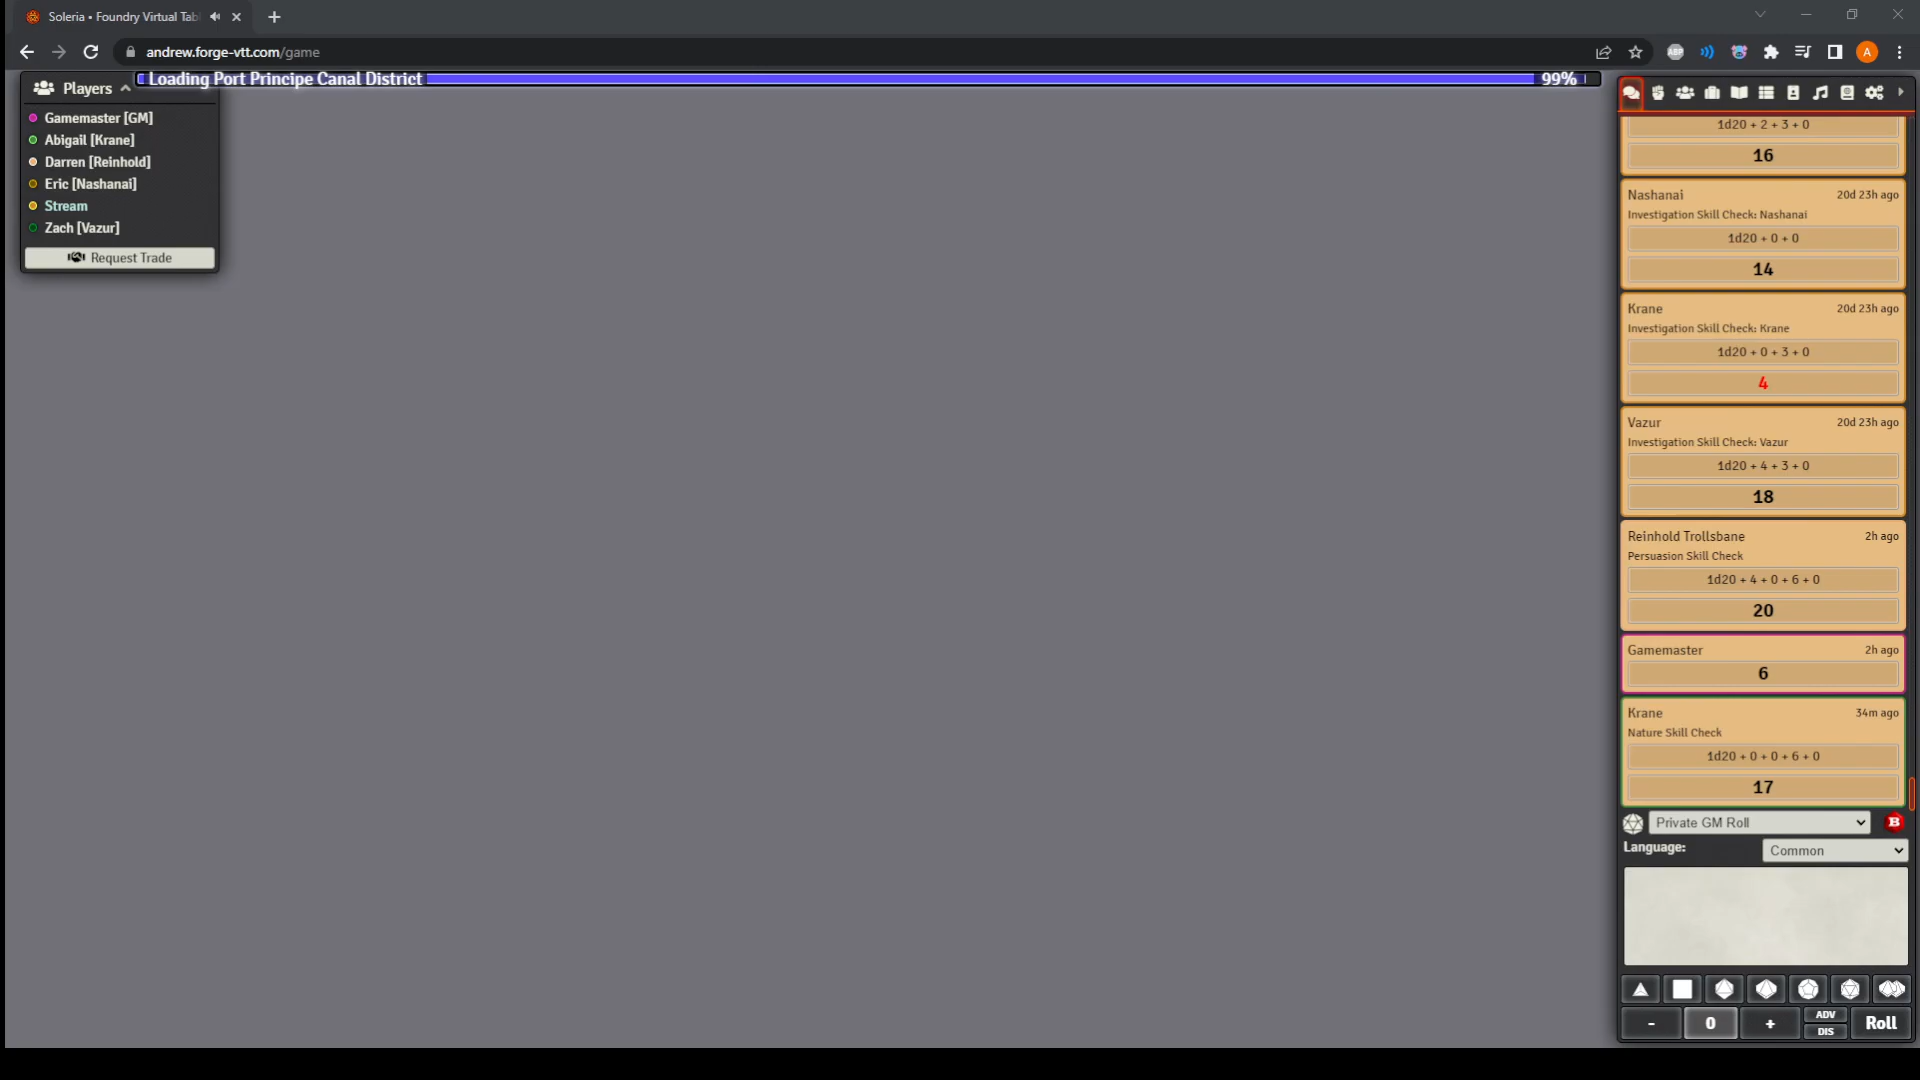 Soleria • Foundry Virtual Tab
andrew.forge-vtt.com/game
ABP
A
Players
Loading Port Principe Canal District
99%
Gamemaster [GM]
Abigail [Krane]
Darren [Reinhold]
Eric [Nashanai]
Stream
Zach [Vazur]
Request Trade
1d20 + 2 + 3 + 0
16
Nashanai
20d 23h ago
Investigation Skill Check: Nashanai
1d20 + 0 + 0
14
Krane
20d 23h ago
Investigation Skill Check: Krane
1d20 + 0 + 3 + 0
4
Vazur
20d 23h ago
Investigation Skill Check: Vazur
1d20 + 4 + 3 + 0
18
Reinhold Trollsbane
2h ago
Persuasion Skill Check
1d20 + 4 + 0 + 6 + 0
20
Gamemaster
2h ago
6
Krane
34m ago
Nature Skill Check
1d20 + 0 + 0 + 6 + 0
17
Private GM Roll
B
Language:
Common
-
0
+
ADV
DIS
Roll